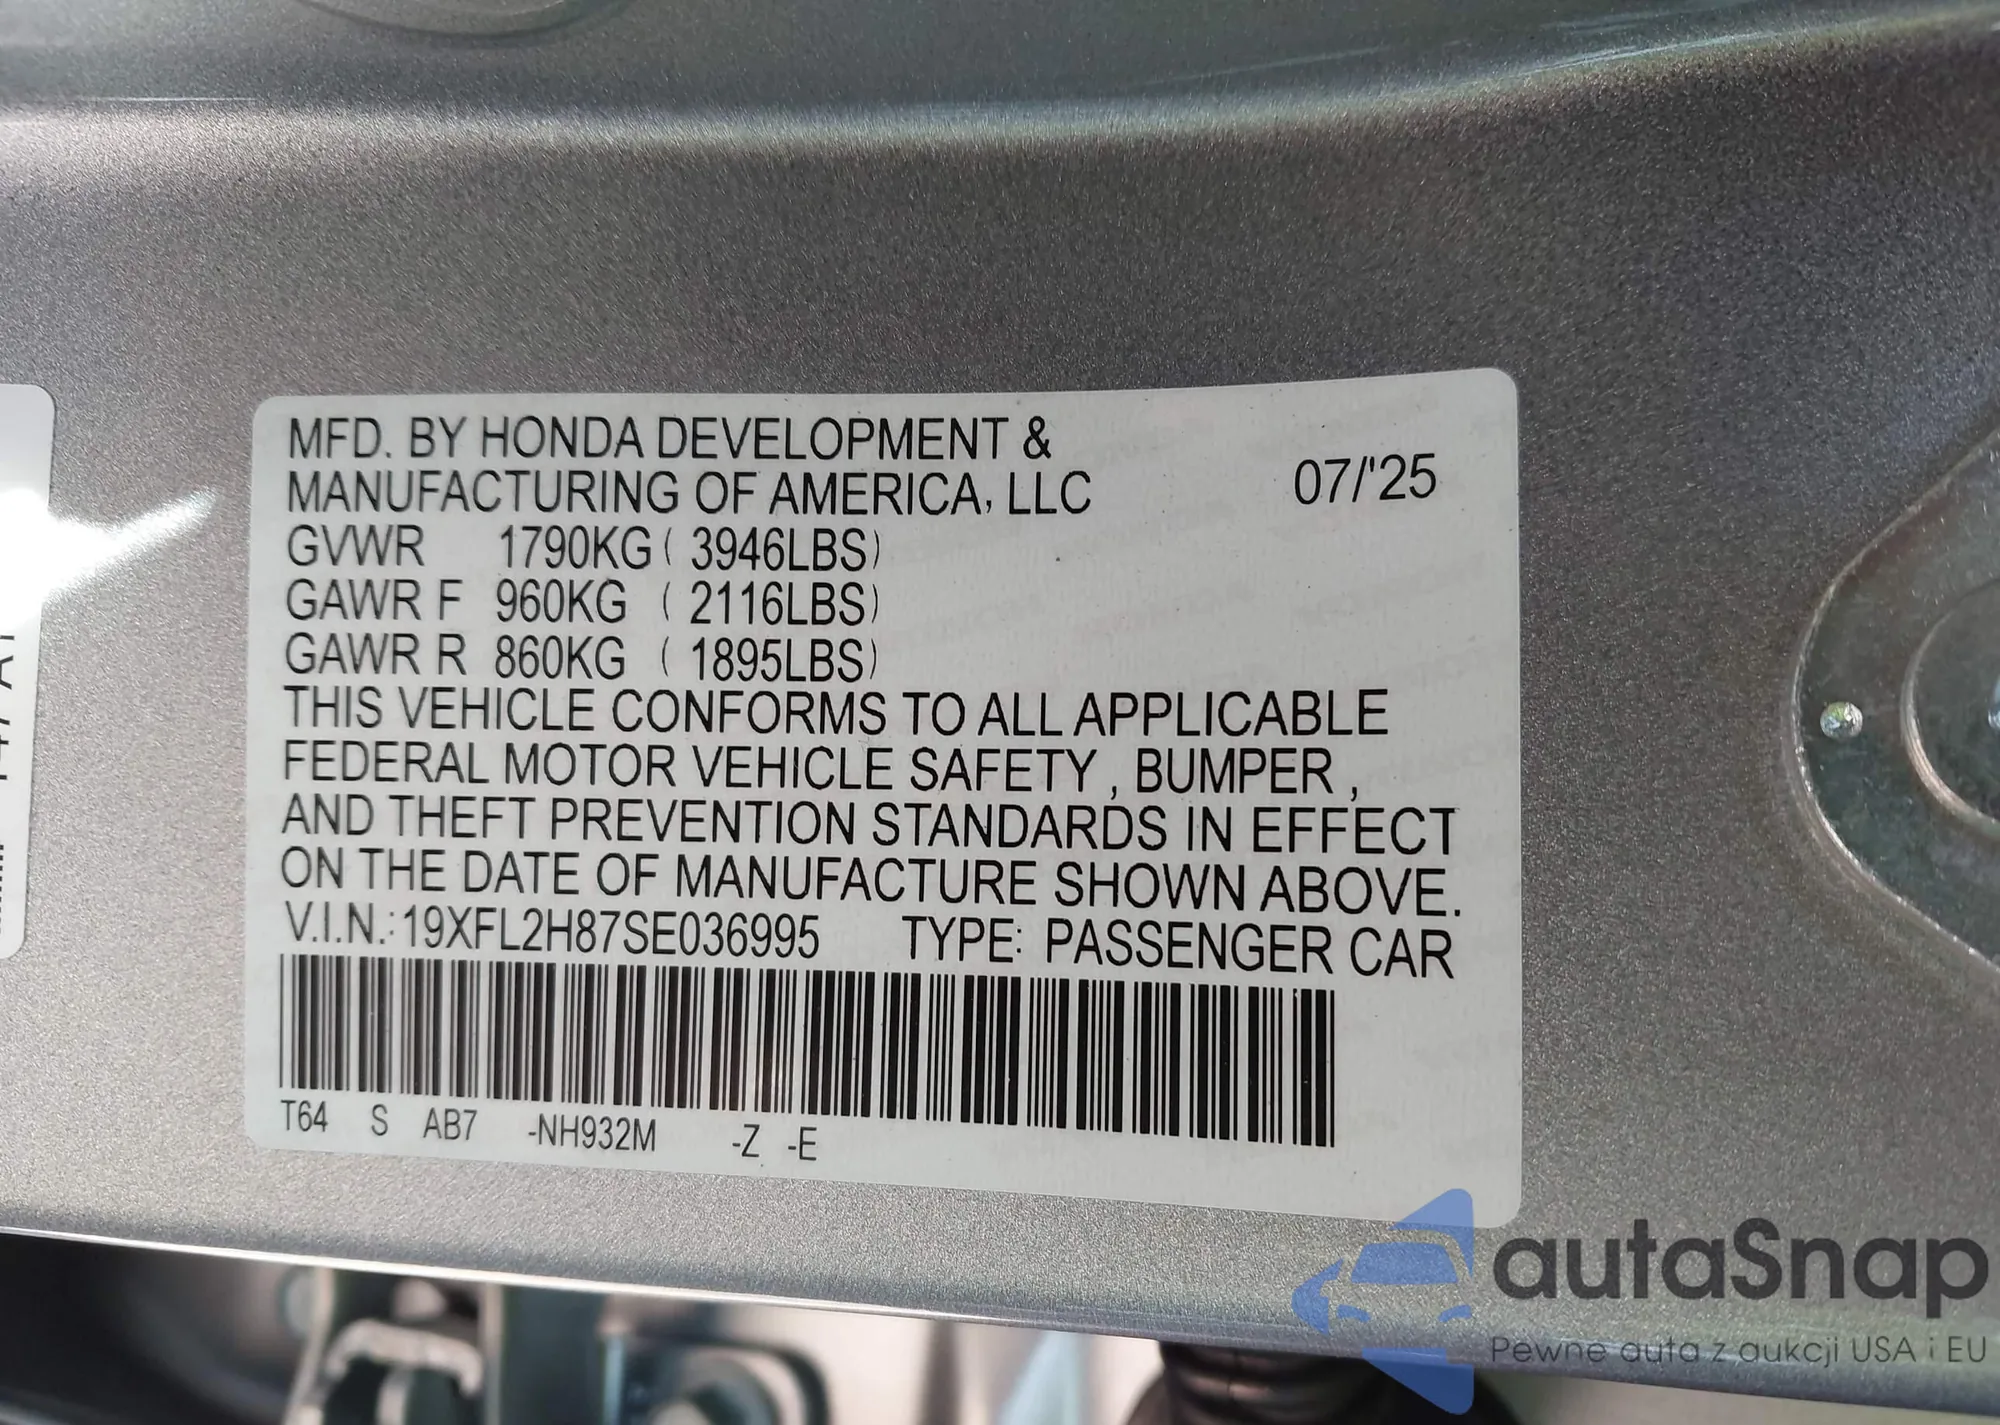 MFD. BY HONDA DEVELOPMENT &
MANUFACTURING OF AMERICA, LLC 07/'25
GVWR 1790KG ( 3946LBS)
GAWR F 960KG ( 2116LBS)
GAWR R 860KG ( 1895LBS)
THIS VEHICLE CONFORMS TO ALL APPLICABLE
FEDERAL MOTOR VEHICLE SAFETY , BUMPER ,
AND THEFT PREVENTION STANDARDS IN EFFECT
ON THE DATE OF MANUFACTURE SHOWN ABOVE.
V.I.N.: 19XFL2H87SE036995 TYPE: PASSENGER CAR
T64 S AB7 -NH932M -Z -E
autaSnap
Pewne auta z aukcji USA i EU